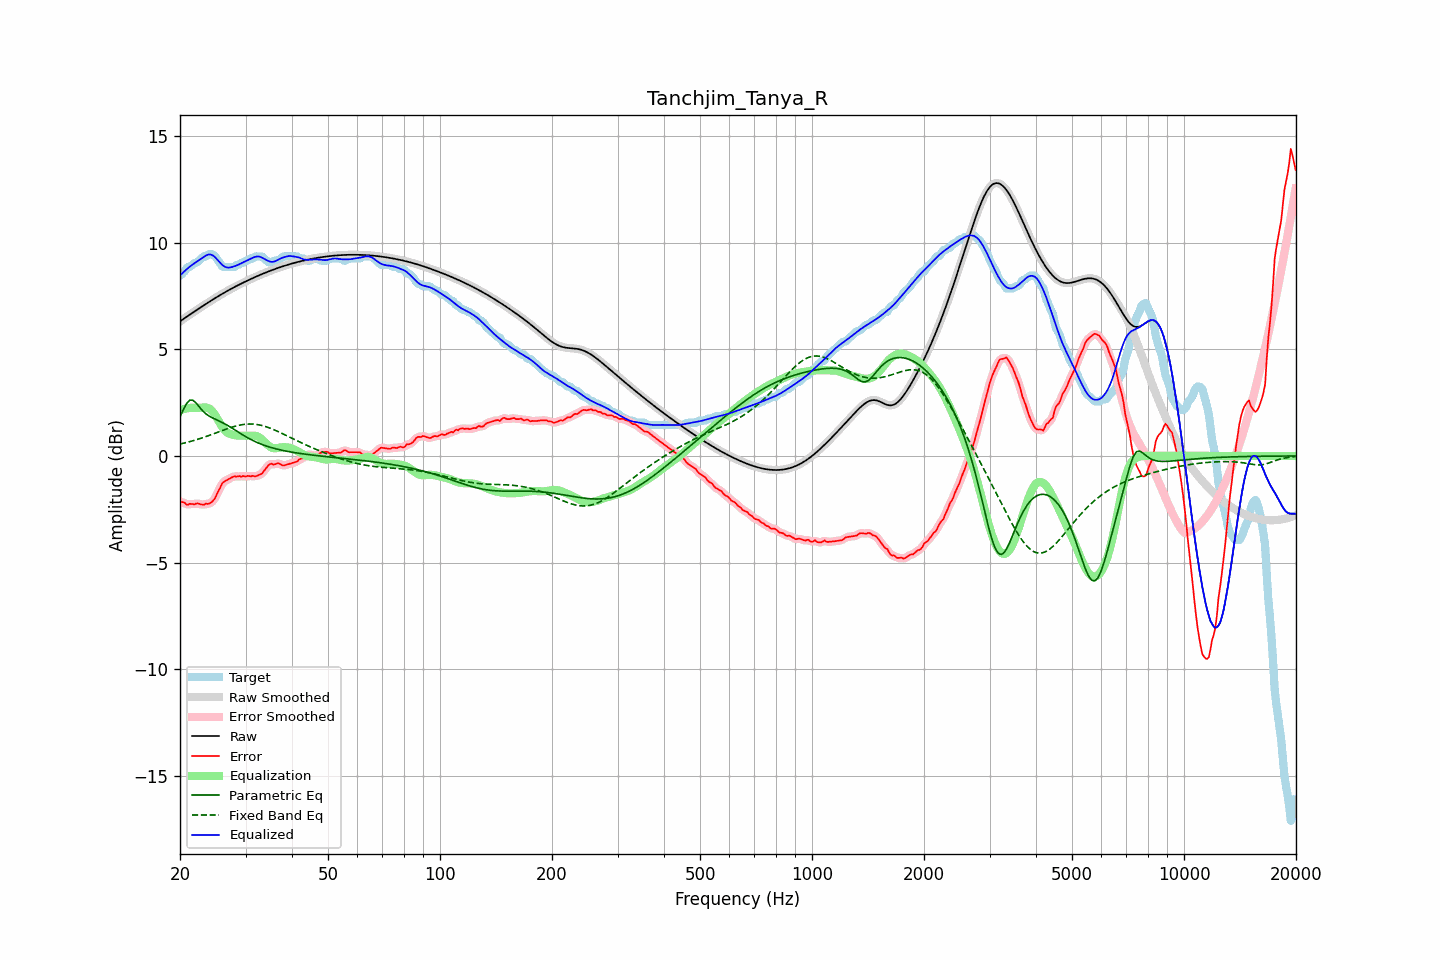 Tanchjim_Tanya_R
15
10
5
0
−5
−10
−15
Amplitude (dBr)
Target
Raw Smoothed
Error Smoothed
Raw
Error
Equalization
Parametric Eq
Fixed Band Eq
Equalized
20 50 100 200 500 1000 2000 5000 10000 20000
Frequency (Hz)